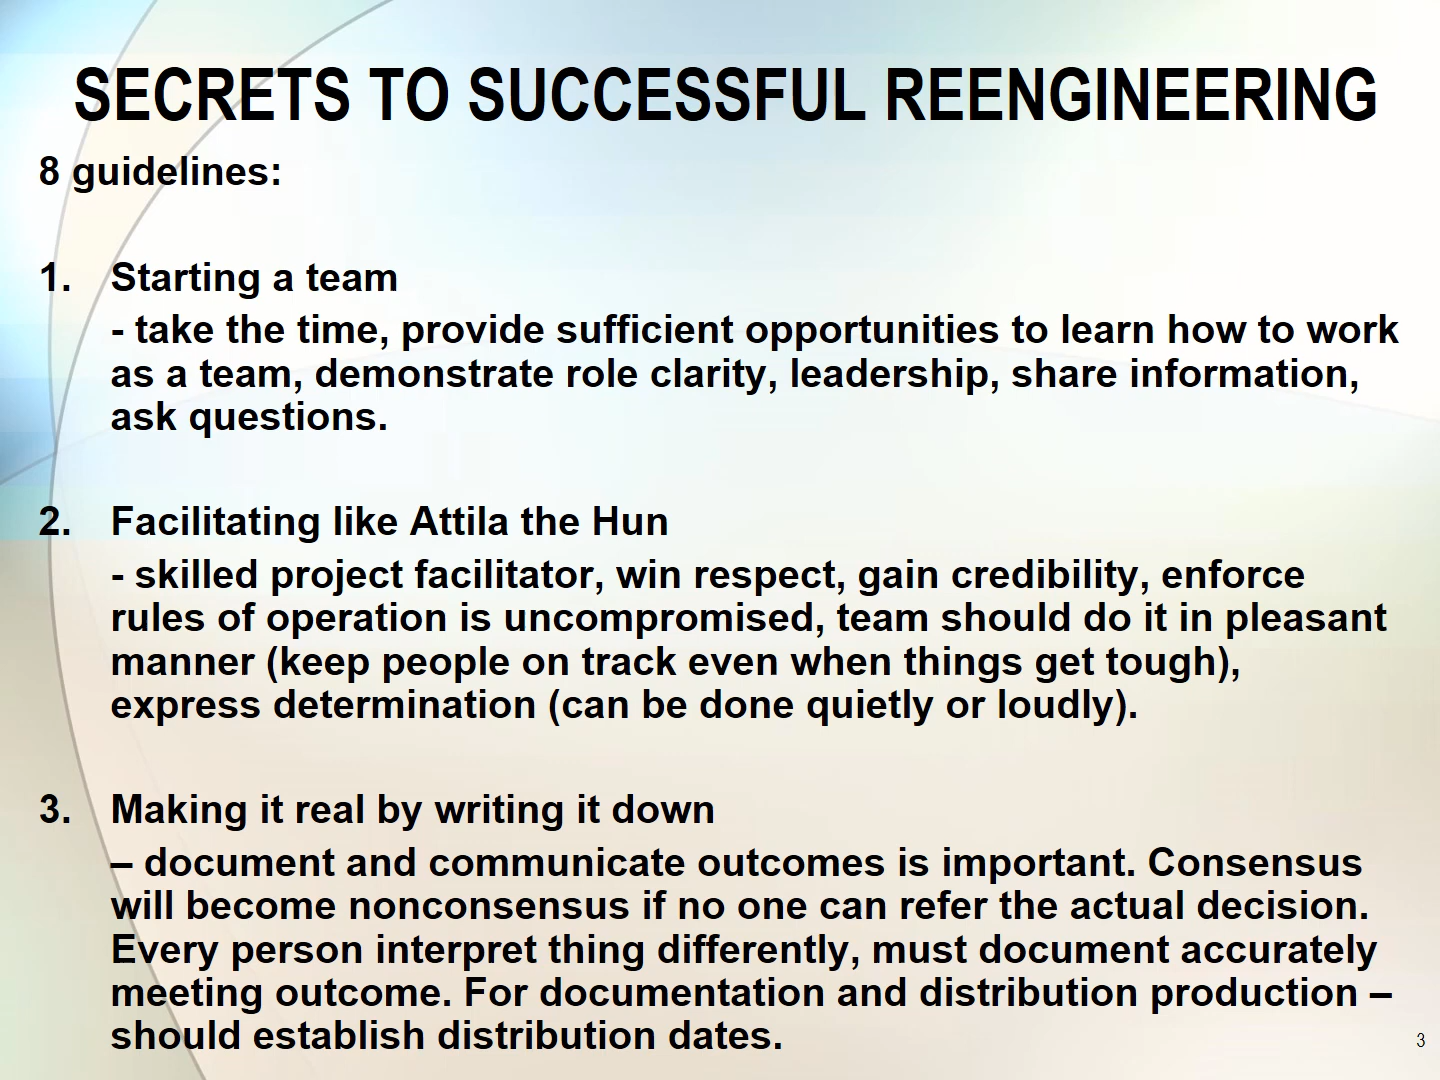 SECRETS TO SUCCESSFUL REENGINEERING
8 guidelines:
1. Starting a team
- take the time, provide sufficient opportunities to learn how to work
as a team, demonstrate role clarity, leadership, share information,
ask questions.
2. Facilitating like Attila the Hun
- skilled project facilitator, win respect, gain credibility, enforce
rules of operation is uncompromised, team should do it in pleasant
manner (keep people on track even when things get tough),
express determination (can be done quietly or loudly).
3. Making it real by writing it down
– document and communicate outcomes is important. Consensus
will become nonconsensus if no one can refer the actual decision.
Every person interpret thing differently, must document accurately
meeting outcome. For documentation and distribution production –
should establish distribution dates.
3